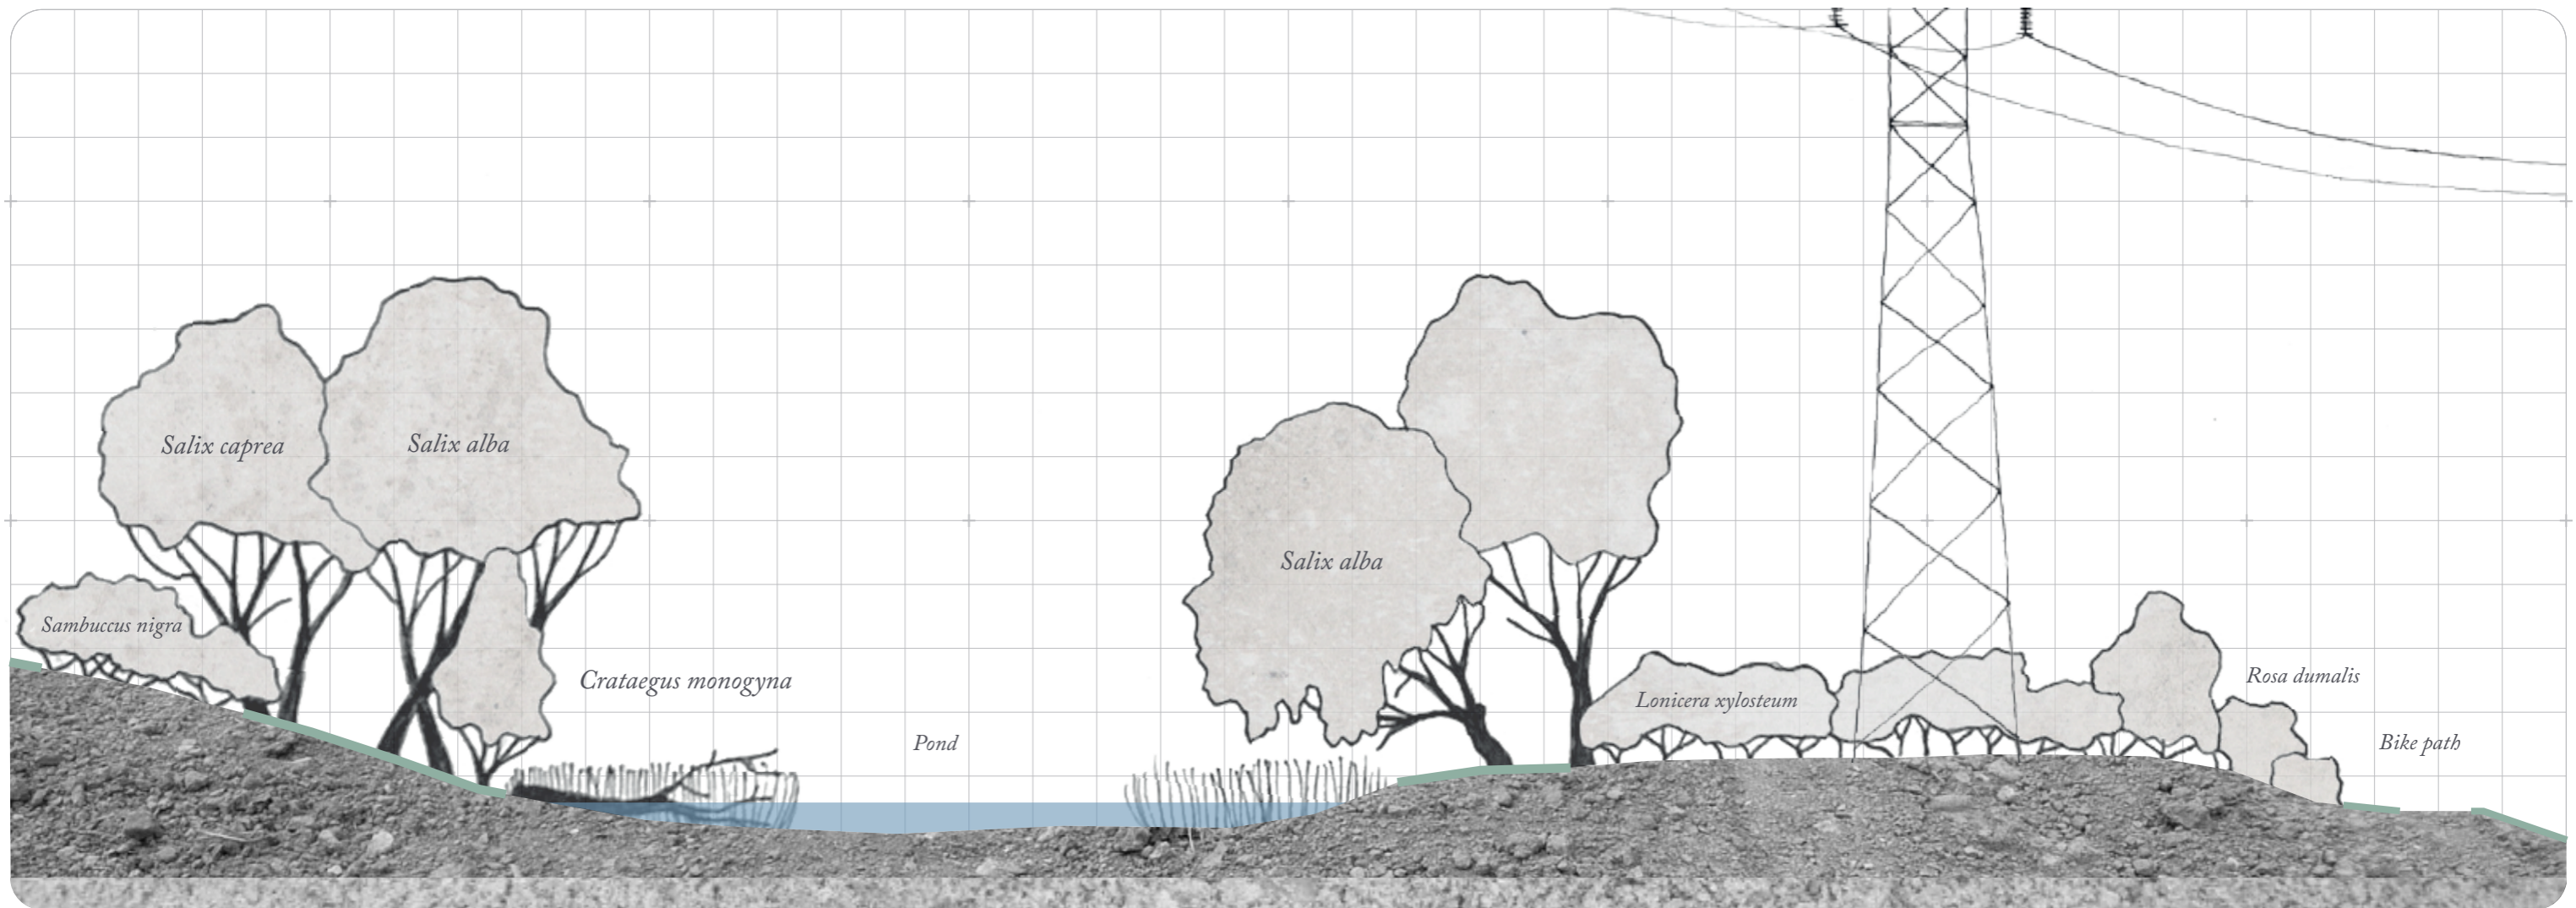 Salix caprea
Salix alba
Sambuccus nigra
Crataegus monogyna
Pond
Salix alba
Lonicera xylosteum
Rosa dumalis
Bike path